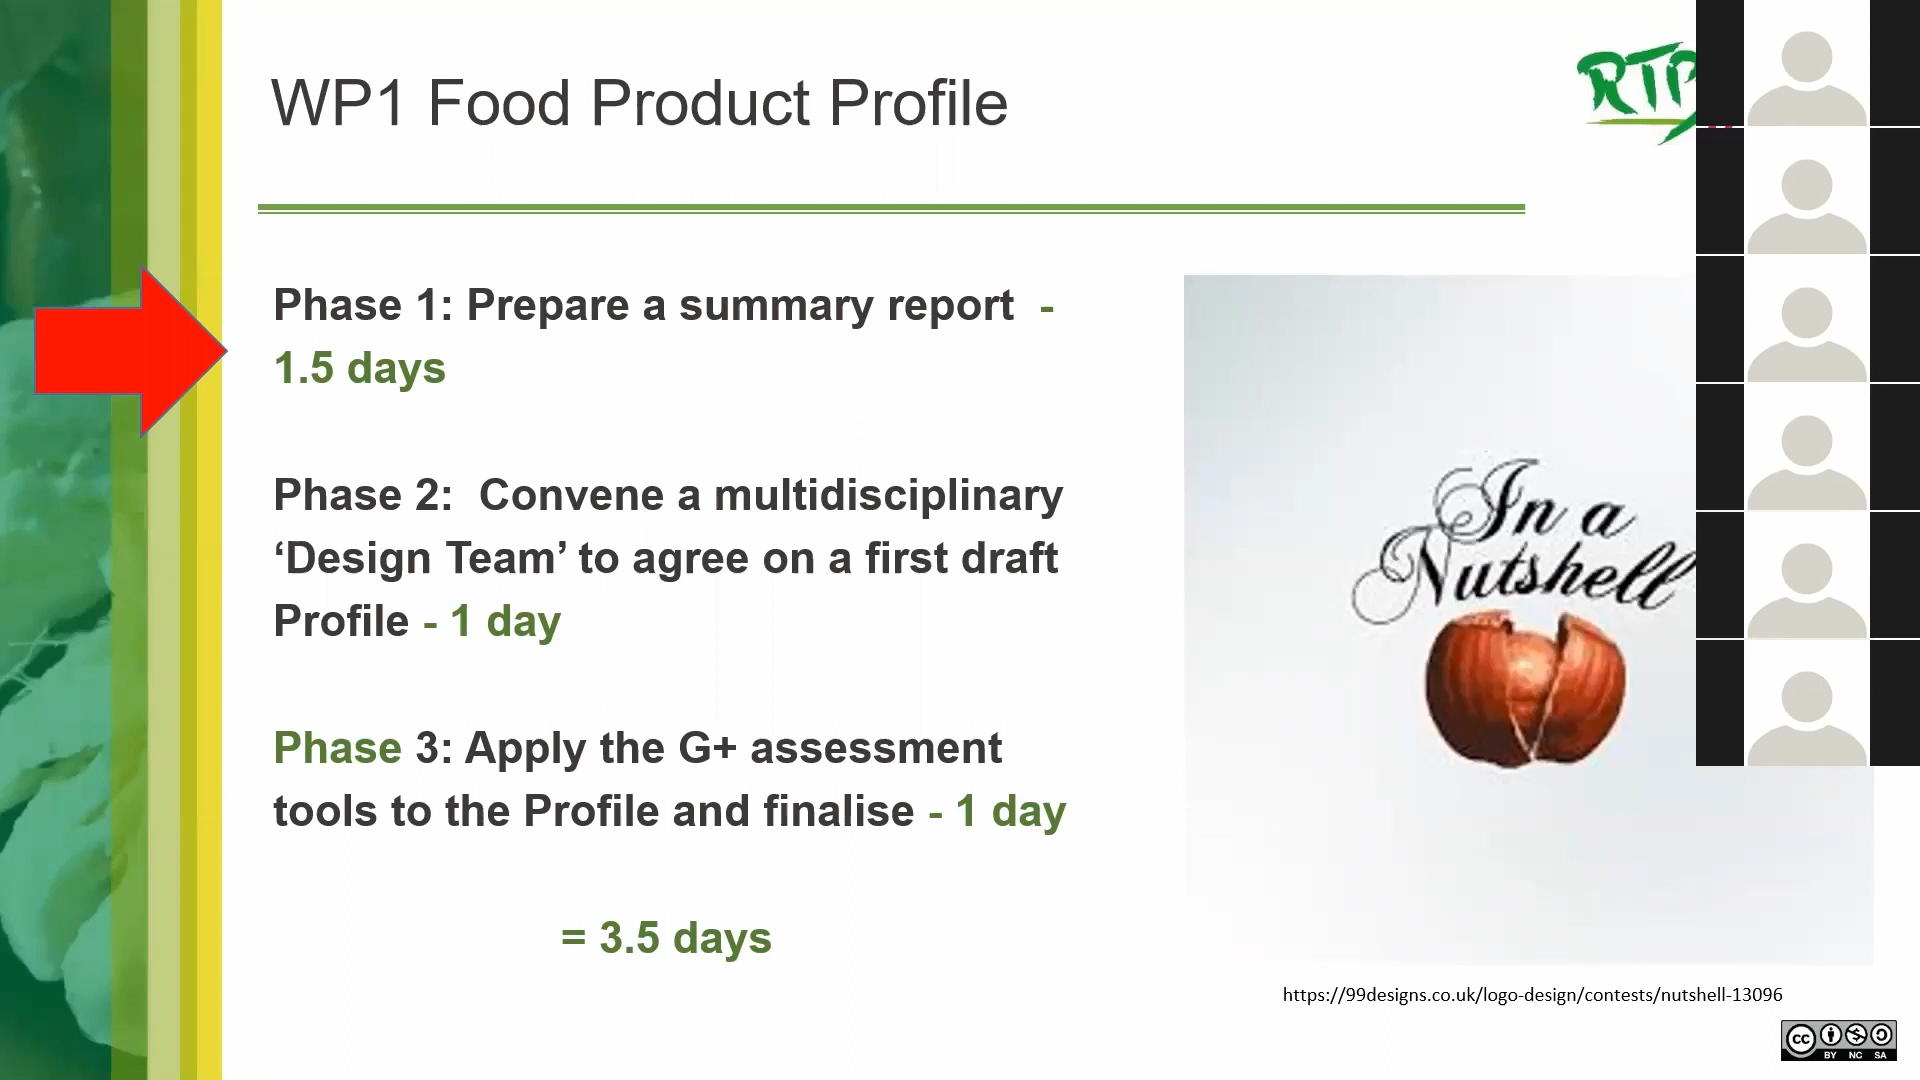 WP1 Food Product Profile
RTB
Phase 1: Prepare a summary report -
1.5 days
Phase 2: Convene a multidisciplinary
‘Design Team’ to agree on a first draft
Profile - 1 day
Phase 3: Apply the G+ assessment
tools to the Profile and finalise - 1 day
= 3.5 days
In a
Nutshell
https://99designs.co.uk/logo-design/contests/nutshell-13096
cc
BY NC SA